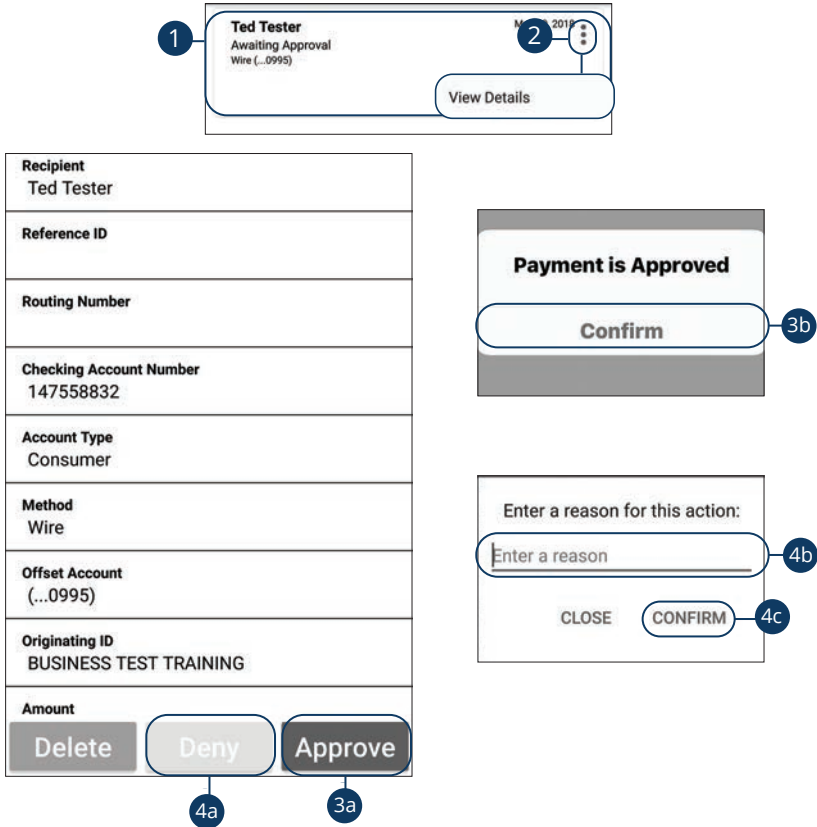 1
Ted Tester
2018
2
Awaiting Approval
Wire (...0995)
View Details
Recipient
Ted Tester
Reference ID
Routing Number
Checking Account Number
147558832
Account Type
Consumer
Method
Wire
Offset Account
(...0995)
Originating ID
BUSINESS TEST TRAINING
Amount
Delete
Deny
Approve
4a
3a
Payment is Approved
Confirm
3b
Enter a reason for this action:
Enter a reason
4b
CLOSE
CONFIRM
4c